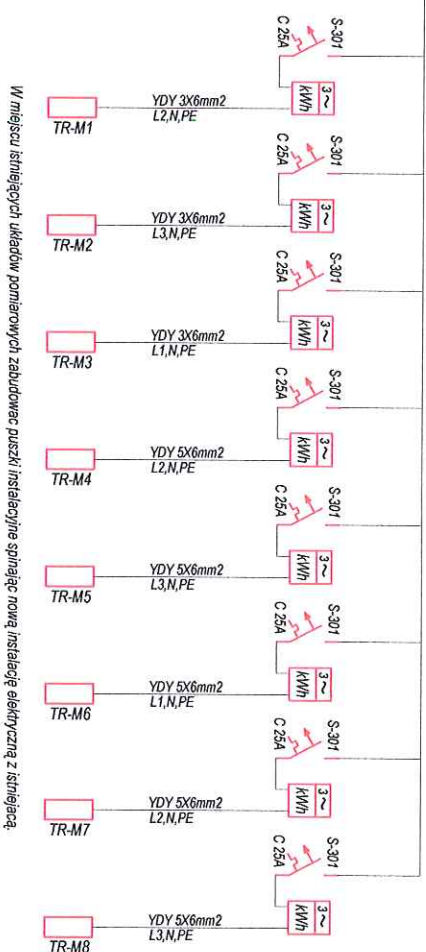 S-301
C 25A
3~
kWh
YDY 3X6mm2
L2,N,PE
TR-M1
S-301
C 25A
3~
kWh
YDY 3X6mm2
L3,N,PE
TR-M2
S-301
C 25A
3~
kWh
YDY 3X6mm2
L1,N,PE
TR-M3
S-301
C 25A
3~
kWh
YDY 5X6mm2
L2,N,PE
TR-M4
S-301
C 25A
3~
kWh
YDY 5X6mm2
L3,N,PE
TR-M5
S-301
C 25A
3~
kWh
YDY 5X6mm2
L1,N,PE
TR-M6
S-301
C 25A
3~
kWh
YDY 5X6mm2
L2,N,PE
TR-M7
S-301
C 25A
3~
kWh
YDY 5X6mm2
L3,N,PE
TR-M8
W miejscu istniejących układów pomiarowych zabudować puszki instalacyjne spinając nową instalację elektryczną z istniejącą.